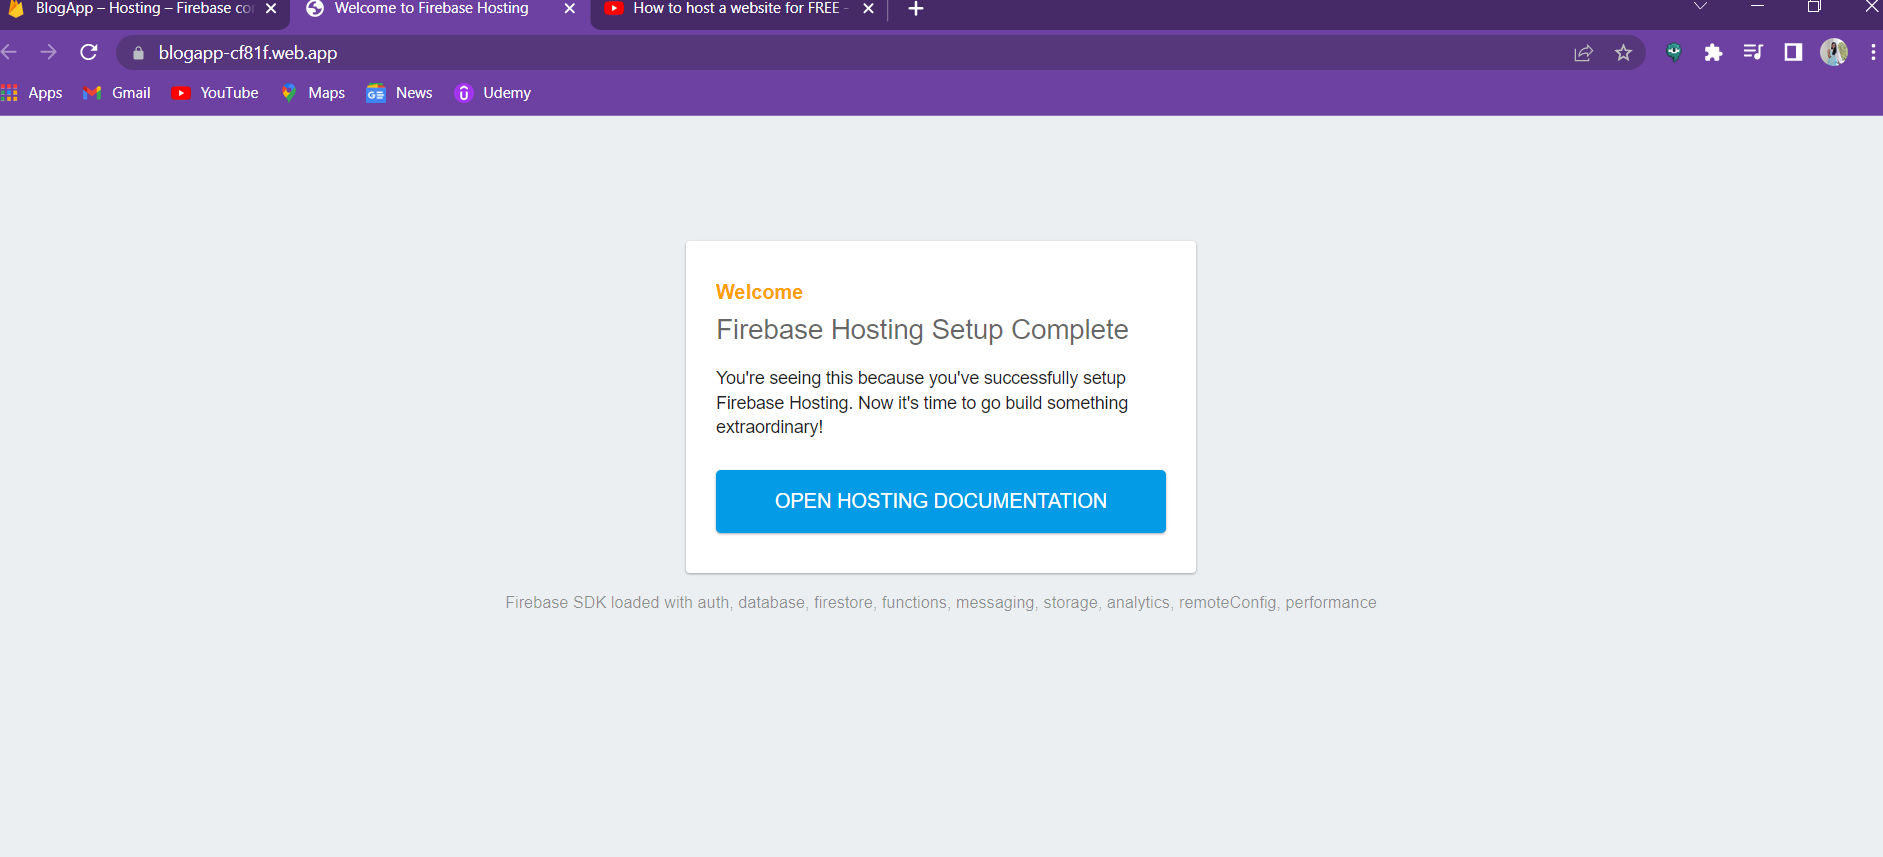 BlogApp – Hosting – Firebase co
Welcome to Firebase Hosting
How to host a website for FREE -
blogapp-cf81f.web.app
Apps
Gmail
YouTube
Maps
News
Udemy
Welcome
Firebase Hosting Setup Complete
You're seeing this because you've successfully setup
Firebase Hosting. Now it's time to go build something
extraordinary!
OPEN HOSTING DOCUMENTATION
Firebase SDK loaded with auth, database, firestore, functions, messaging, storage, analytics, remoteConfig, performance